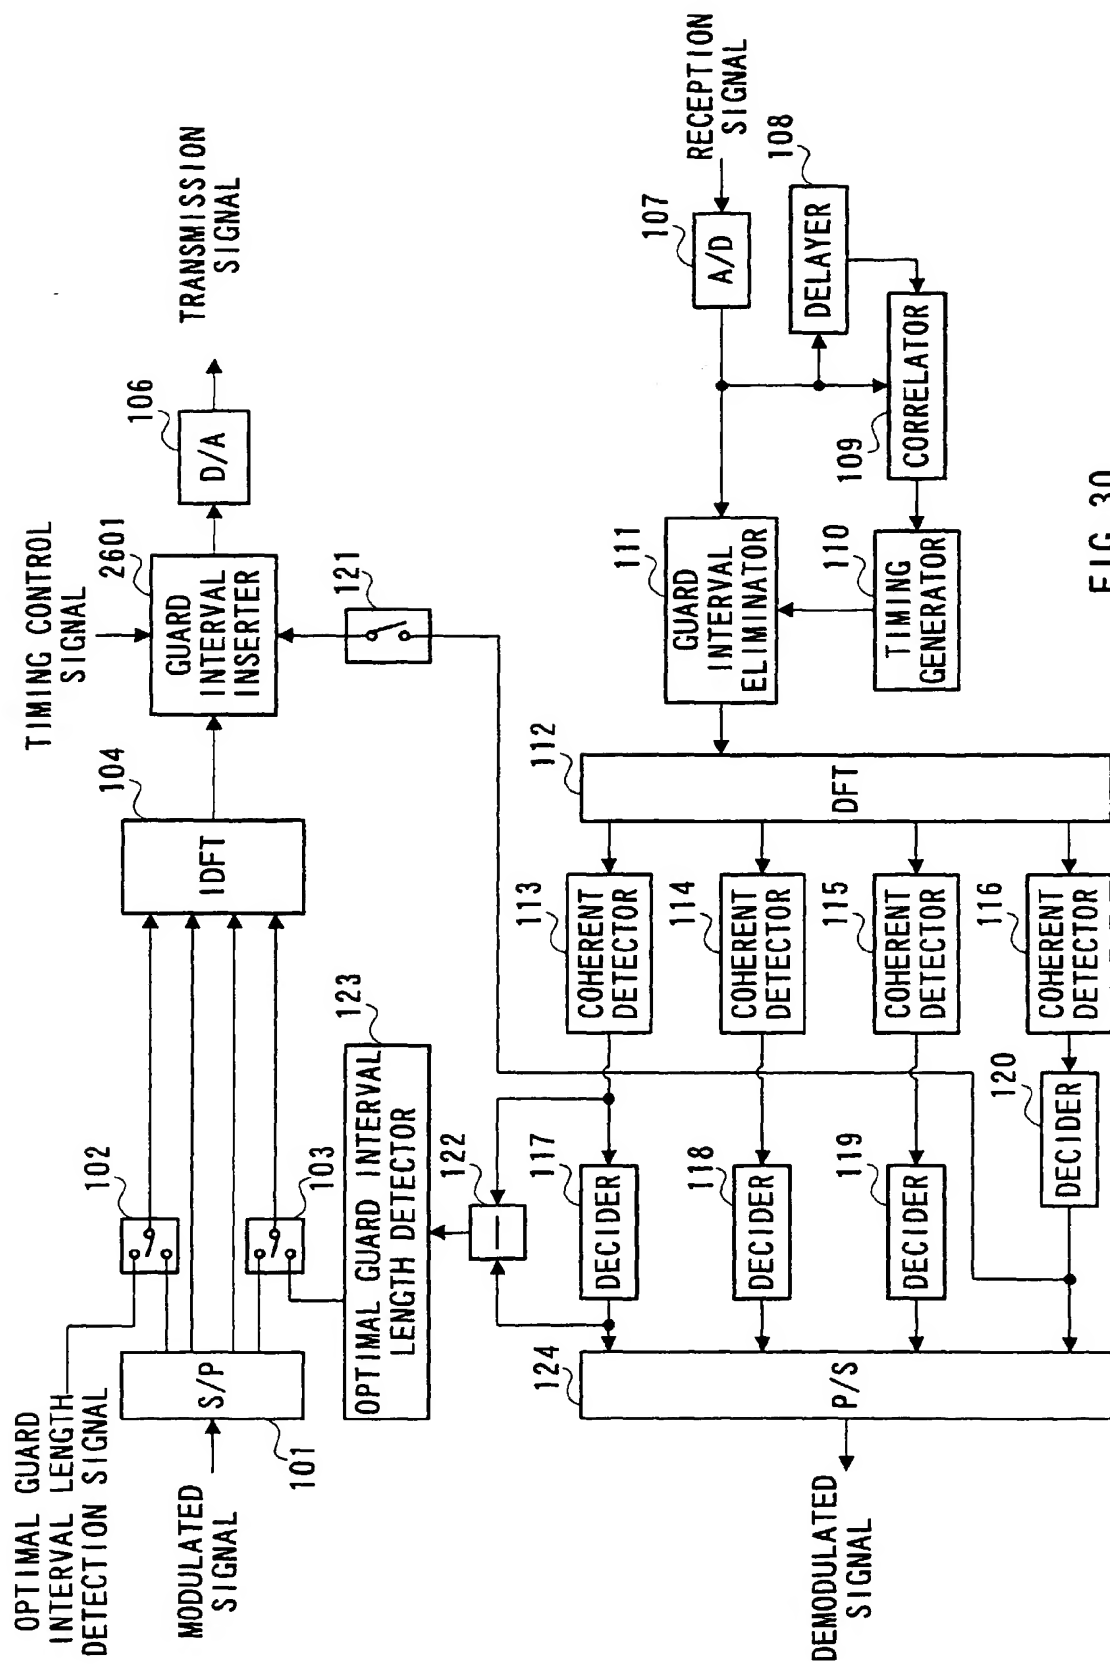 OPTIMAL GUARD
INTERVAL LENGTH
DETECTION SIGNAL
MODULATED
SIGNAL
S/P
101
102
103
IDFT
104
TIMING CONTROL
SIGNAL
GUARD
INTERVAL
INSERTER
2601
D/A
106
TRANSMISSION
SIGNAL
121
OPTIMAL GUARD INTERVAL
LENGTH DETECTOR
123
122
RECEPTION
SIGNAL
A/D
107
DELAYER
108
CORRELATOR
109
TIMING
GENERATOR
110
GUARD
INTERVAL
ELIMINATOR
111
DFT
112
COHERENT
DETECTOR
113
COHERENT
DETECTOR
114
COHERENT
DETECTOR
115
COHERENT
DETECTOR
116
DECIDER
117
DECIDER
118
DECIDER
119
DECIDER
120
P/S
124
DEMODULATED
SIGNAL
FIG. 30